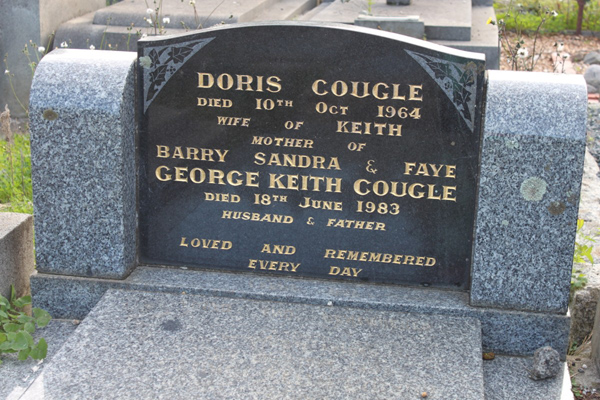 DORIS COUGLE
DIED 10TH OCT 1964
WIFE OF KEITH
MOTHER OF
BARRY SANDRA & FAYE
GEORGE KEITH COUGLE
DIED 18TH JUNE 1983
HUSBAND & FATHER
LOVED AND REMEMBERED
EVERY DAY